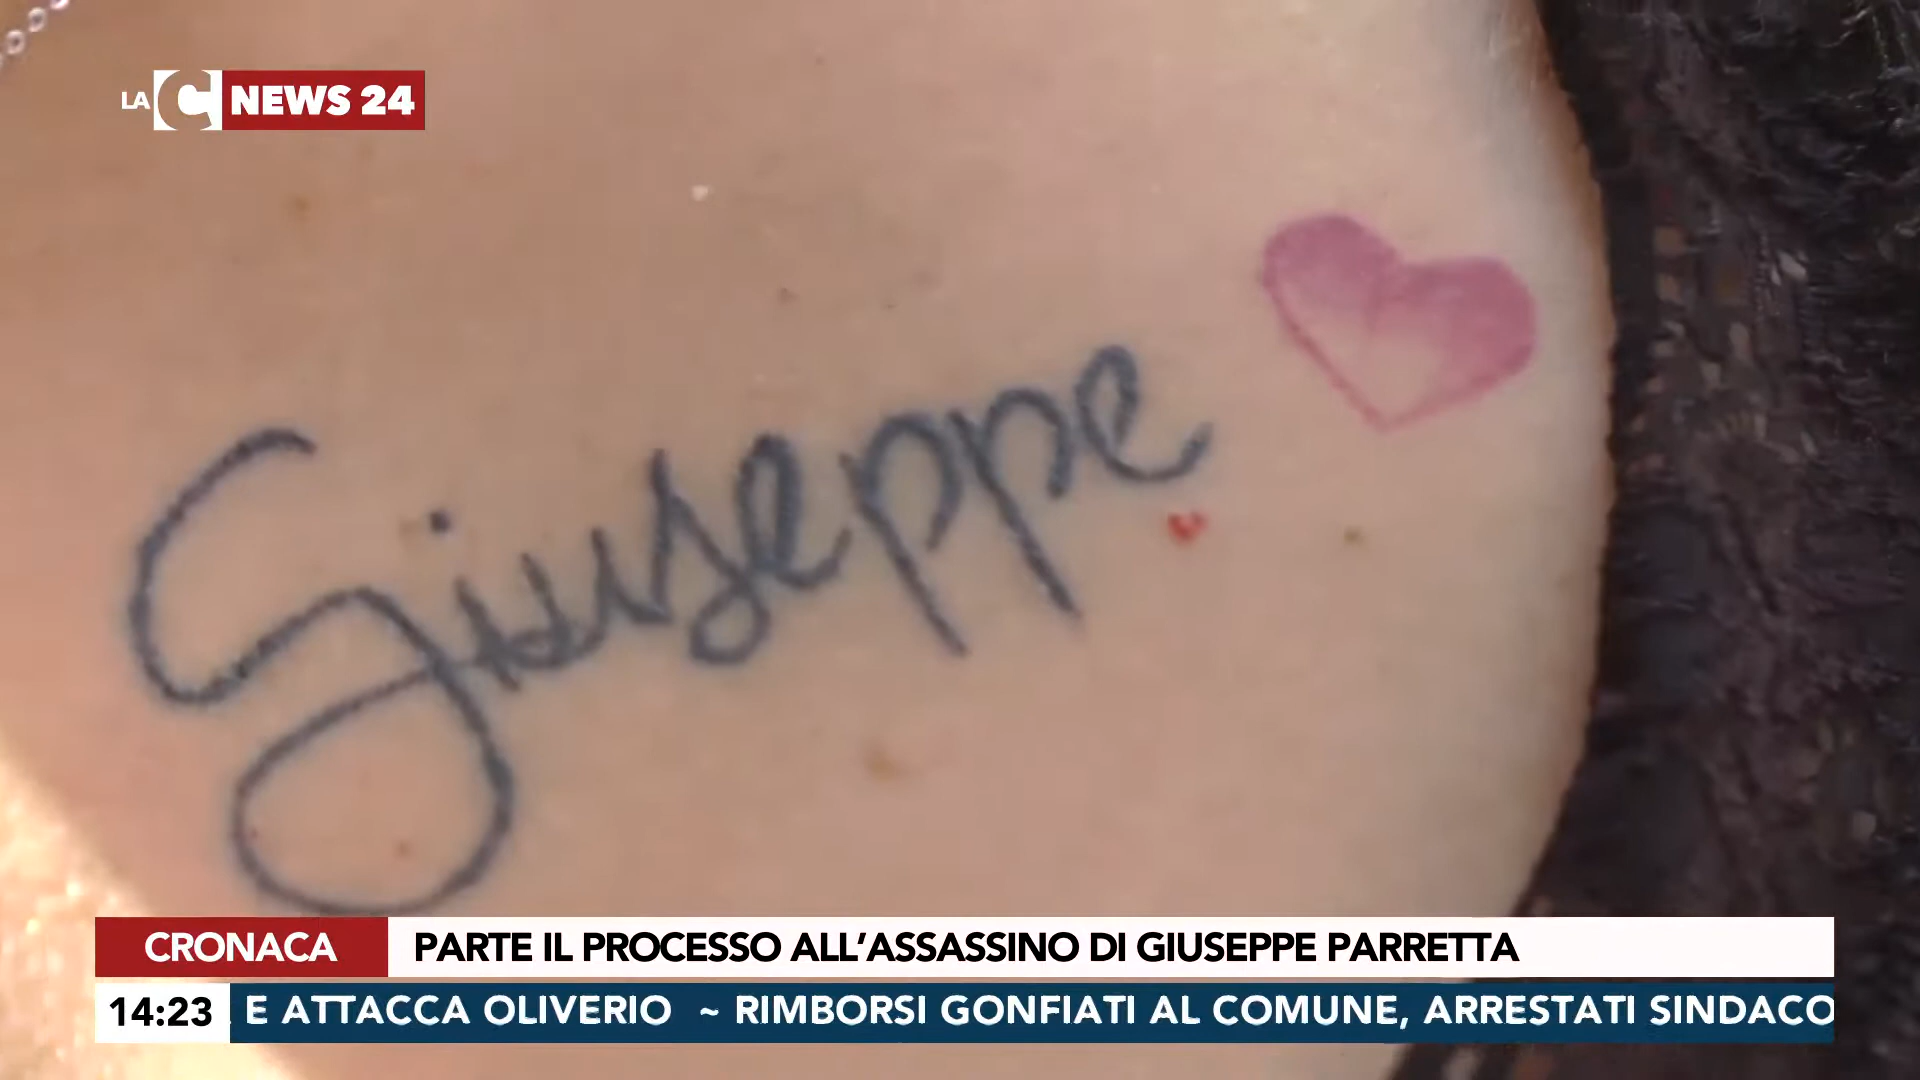 LA C NEWS 24
Giuseppe
CRONACA PARTE IL PROCESSO ALL'ASSASSINO DI GIUSEPPE PARRETTA
14:23 E ATTACCA OLIVERIO ~ RIMBORSI GONFIATI AL COMUNE, ARRESTATI SINDACO